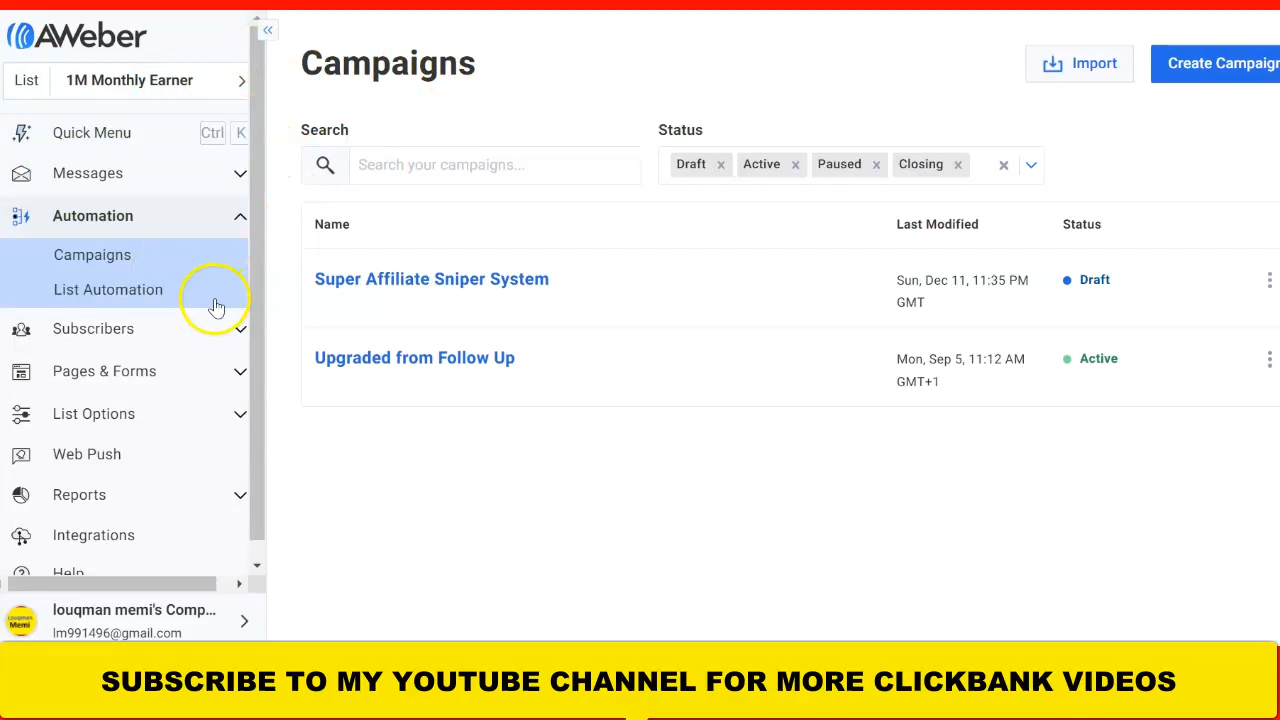 AWeber
List 1M Monthly Earner
Quick Menu Ctrl K
Messages
Automation
Campaigns
List Automation
Subscribers
Pages & Forms
List Options
Web Push
Reports
Integrations
Help
louqman memi's Comp...
lm991496@gmail.com
Louqman
Memi
Campaigns
Import
Create Campaign
Search
Search your campaigns...
Status
Draft Active Paused Closing
Name Last Modified Status
Super Affiliate Sniper System Sun, Dec 11, 11:35 PM Draft
GMT
Upgraded from Follow Up Mon, Sep 5, 11:12 AM Active
GMT+1
SUBSCRIBE TO MY YOUTUBE CHANNEL FOR MORE CLICKBANK VIDEOS